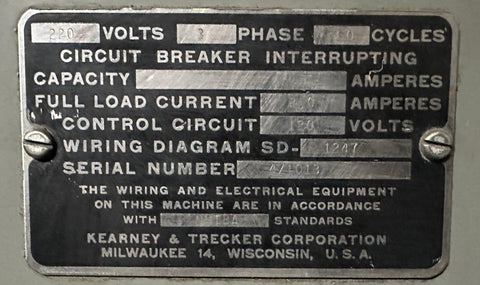 220 VOLTS 3 PHASE 60 CYCLES
CIRCUIT BREAKER INTERRUPTING
CAPACITY AMPERES
FULL LOAD CURRENT AMPERES
CONTROL CIRCUIT VOLTS
WIRING DIAGRAM SD- 1247
SERIAL NUMBER
THE WIRING AND ELECTRICAL EQUIPMENT
ON THIS MACHINE ARE IN ACCORDANCE
WITH STANDARDS
KEARNEY & TRECKER CORPORATION
MILWAUKEE 14, WISCONSIN, U.S.A.